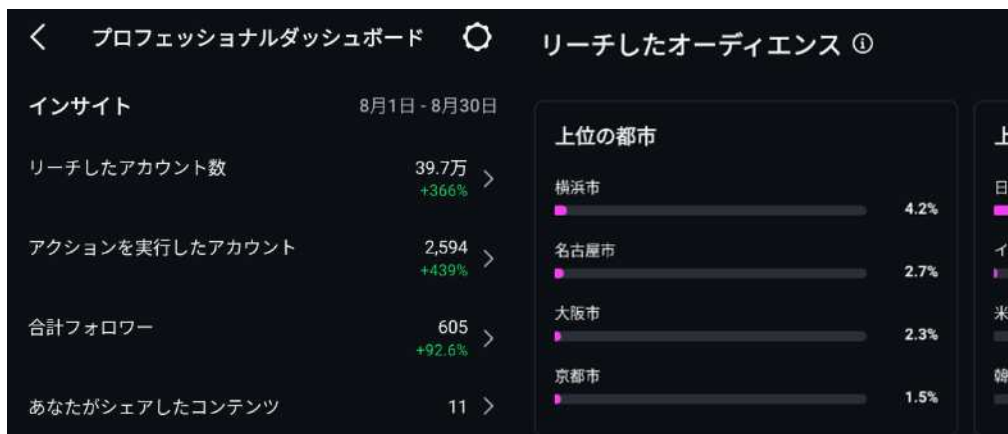 プロフェッショナルダッシュボード
インサイト 8月1日 - 8月30日
リーチしたアカウント数 39.7万
+366%
アクションを実行したアカウント 2,594
+439%
合計フォロワー 605
+92.6%
あなたがシェアしたコンテンツ 11
リーチしたオーディエンス
上位の都市
横浜市
4.2%
名古屋市
2.7%
大阪市
2.3%
京都市
1.5%
上
日
イ
米